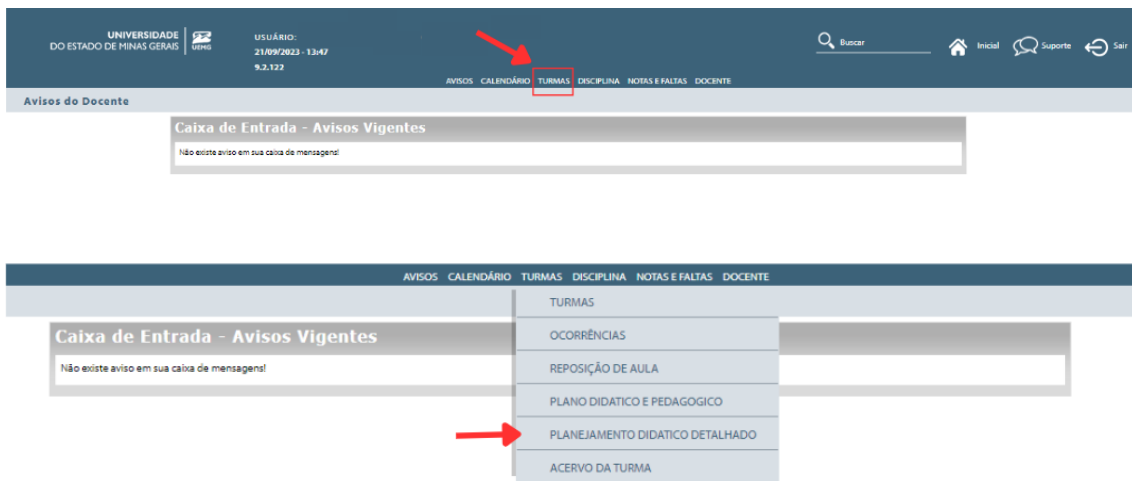 UNIVERSIDADE
DO ESTADO DE MINAS GERAIS
UEMG
USUÁRIO:
21/09/2023 - 13:47
9.2.122
Buscar
Inicial
Suporte
Sair
AVISOS CALENDÁRIO TURMAS DISCIPLINA NOTAS E FALTAS DOCENTE
Avisos do Docente
Caixa de Entrada - Avisos Vigentes
Não existe aviso em sua caixa de mensagens!
AVISOS CALENDÁRIO TURMAS DISCIPLINA NOTAS E FALTAS DOCENTE
TURMAS
Caixa de Entrada - Avisos Vigentes
OCORRÊNCIAS
Não existe aviso em sua caixa de mensagens!
REPOSIÇÃO DE AULA
PLANO DIDATICO E PEDAGOGICO
PLANEJAMENTO DIDATICO DETALHADO
ACERVO DA TURMA